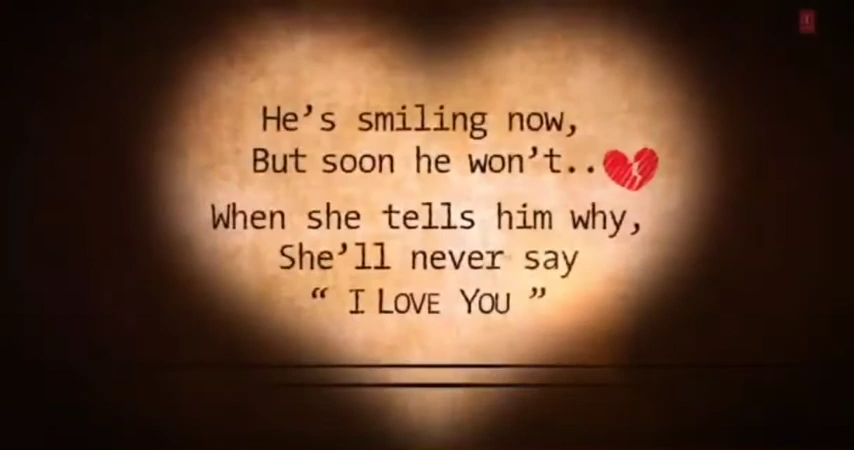 He’s smiling now,
But soon he won’t..
When she tells him why,
She’ll never say
“ I LOVE YOU ”